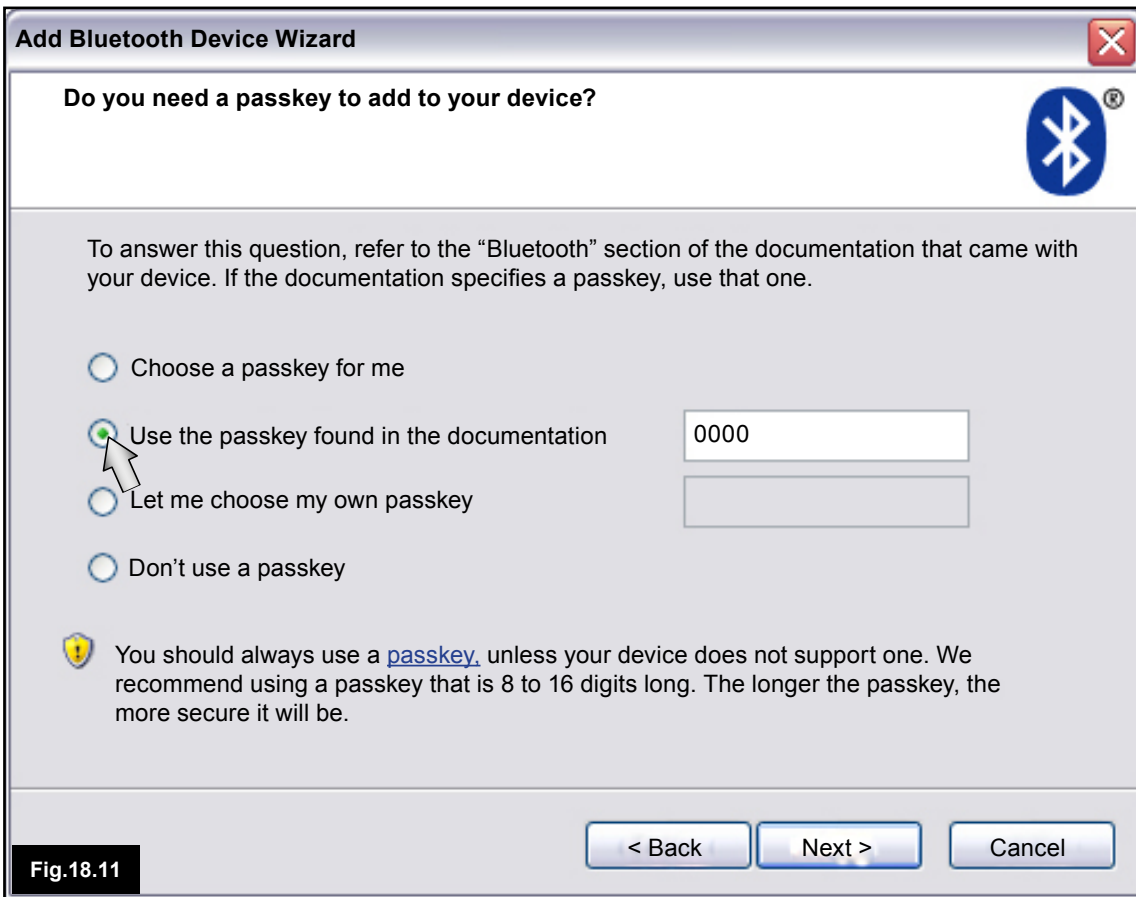 Add Bluetooth Device Wizard
Do you need a passkey to add to your device?
®
To answer this question, refer to the “Bluetooth” section of the documentation that came with
your device. If the documentation specifies a passkey, use that one.
Choose a passkey for me
Use the passkey found in the documentation 0000
Let me choose my own passkey
Don’t use a passkey
You should always use a passkey, unless your device does not support one. We
recommend using a passkey that is 8 to 16 digits long. The longer the passkey, the
more secure it will be.
< Back Next > Cancel
Fig.18.11